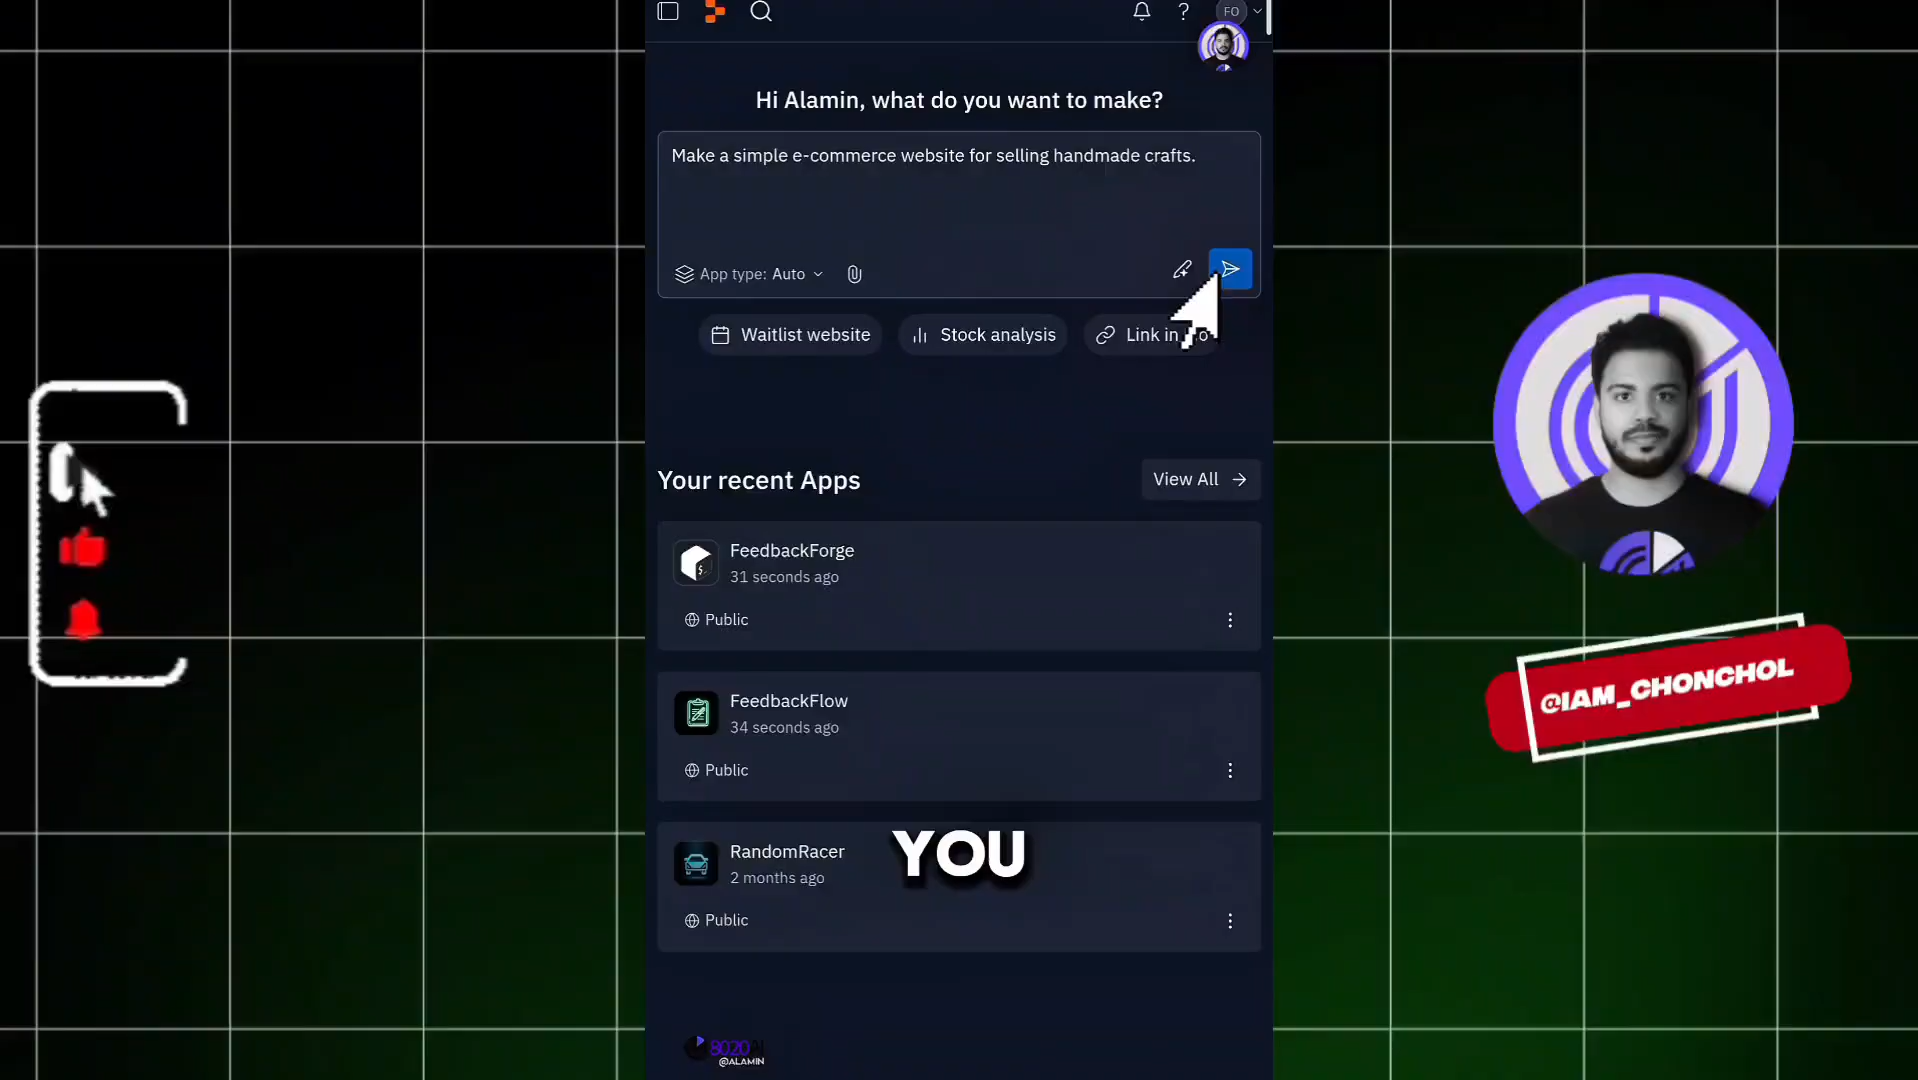 FO
Hi Alamin, what do you want to make?
Make a simple e-commerce website for selling handmade crafts.
App type: Auto
Waitlist website
Stock analysis
Link in
Your recent Apps
View All
FeedbackForge
31 seconds ago
Public
FeedbackFlow
34 seconds ago
Public
YOU
RandomRacer
2 months ago
Public
@IAM_CHONCHOL
8020AI
@ALAMIN